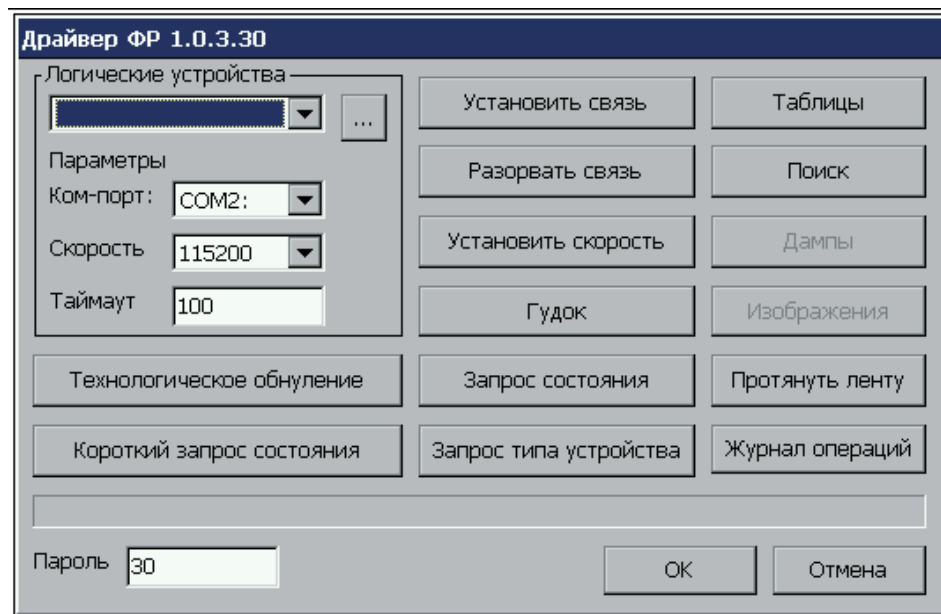 Драйвер ФР 1.0.3.30
Логические устройства
...
Параметры
Ком-порт: COM2:
Скорость 115200
Таймаут 100
Установить связь
Таблицы
Разорвать связь
Поиск
Установить скорость
Дампы
Гудок
Изображения
Технологическое обнуление
Запрос состояния
Протянуть ленту
Короткий запрос состояния
Запрос типа устройства
Журнал операций
Пароль 30
OK
Отмена